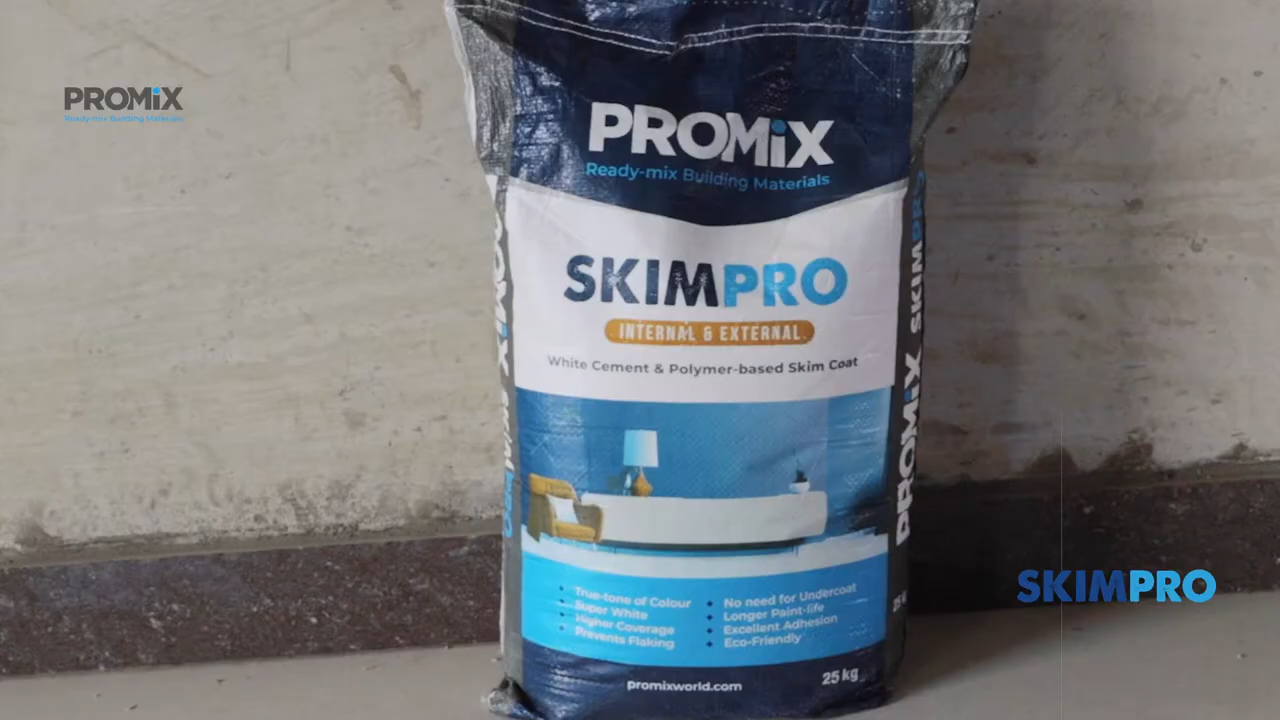 PROMiX
Ready-mix Building Materials
PROMiX
Ready-mix Building Materials
SKIMPRO
INTERNAL & EXTERNAL
White Cement & Polymer-based Skim Coat
True-tone of Colour
Super White
Higher Coverage
Prevents Flaking
No need for Undercoat
Longer Paint-life
Excellent Adhesion
Eco-Friendly
promixworld.com
25 kg
PROMiX SKIMPRO
SKIMPRO